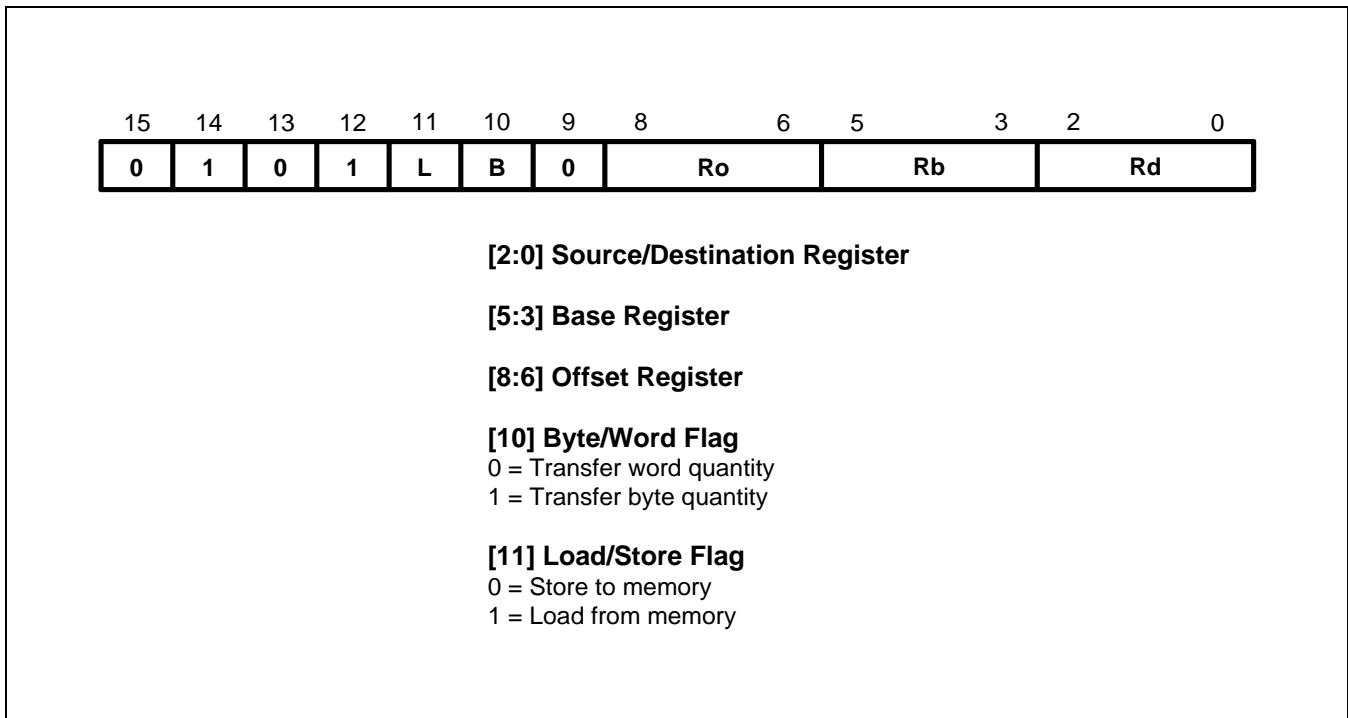 15 14 13 12 11 10 9 8 6 5 3 2 0
0 1 0 1 L B 0 Ro Rb Rd
[2:0] Source/Destination Register
[5:3] Base Register
[8:6] Offset Register
[10] Byte/Word Flag
0 = Transfer word quantity
1 = Transfer byte quantity
[11] Load/Store Flag
0 = Store to memory
1 = Load from memory